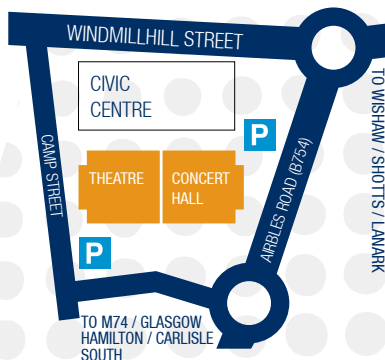 WINDMILLHILL STREET
CIVIC
CENTRE
P
TO WISHAW / SHOTTS / LANARK
CAMP STREET
THEATRE
CONCERT
HALL
AIRBLES ROAD (B754)
P
TO M74 / GLASGOW
HAMILTON / CARLISLE
SOUTH